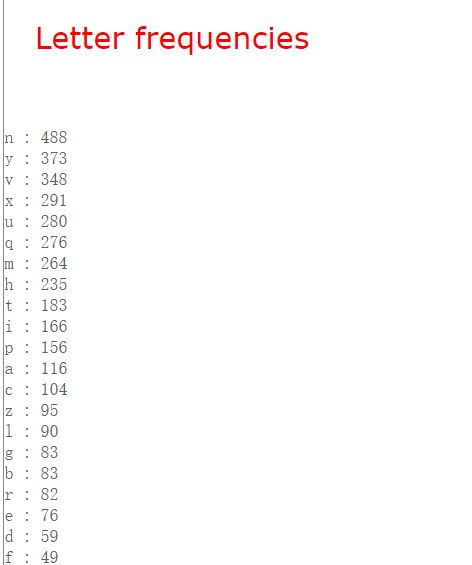 Letter frequencies
n : 488
y : 373
v : 348
x : 291
u : 280
q : 276
m : 264
h : 235
t : 183
i : 166
p : 156
a : 116
c : 104
z : 95
l : 90
g : 83
b : 83
r : 82
e : 76
d : 59
f : 49